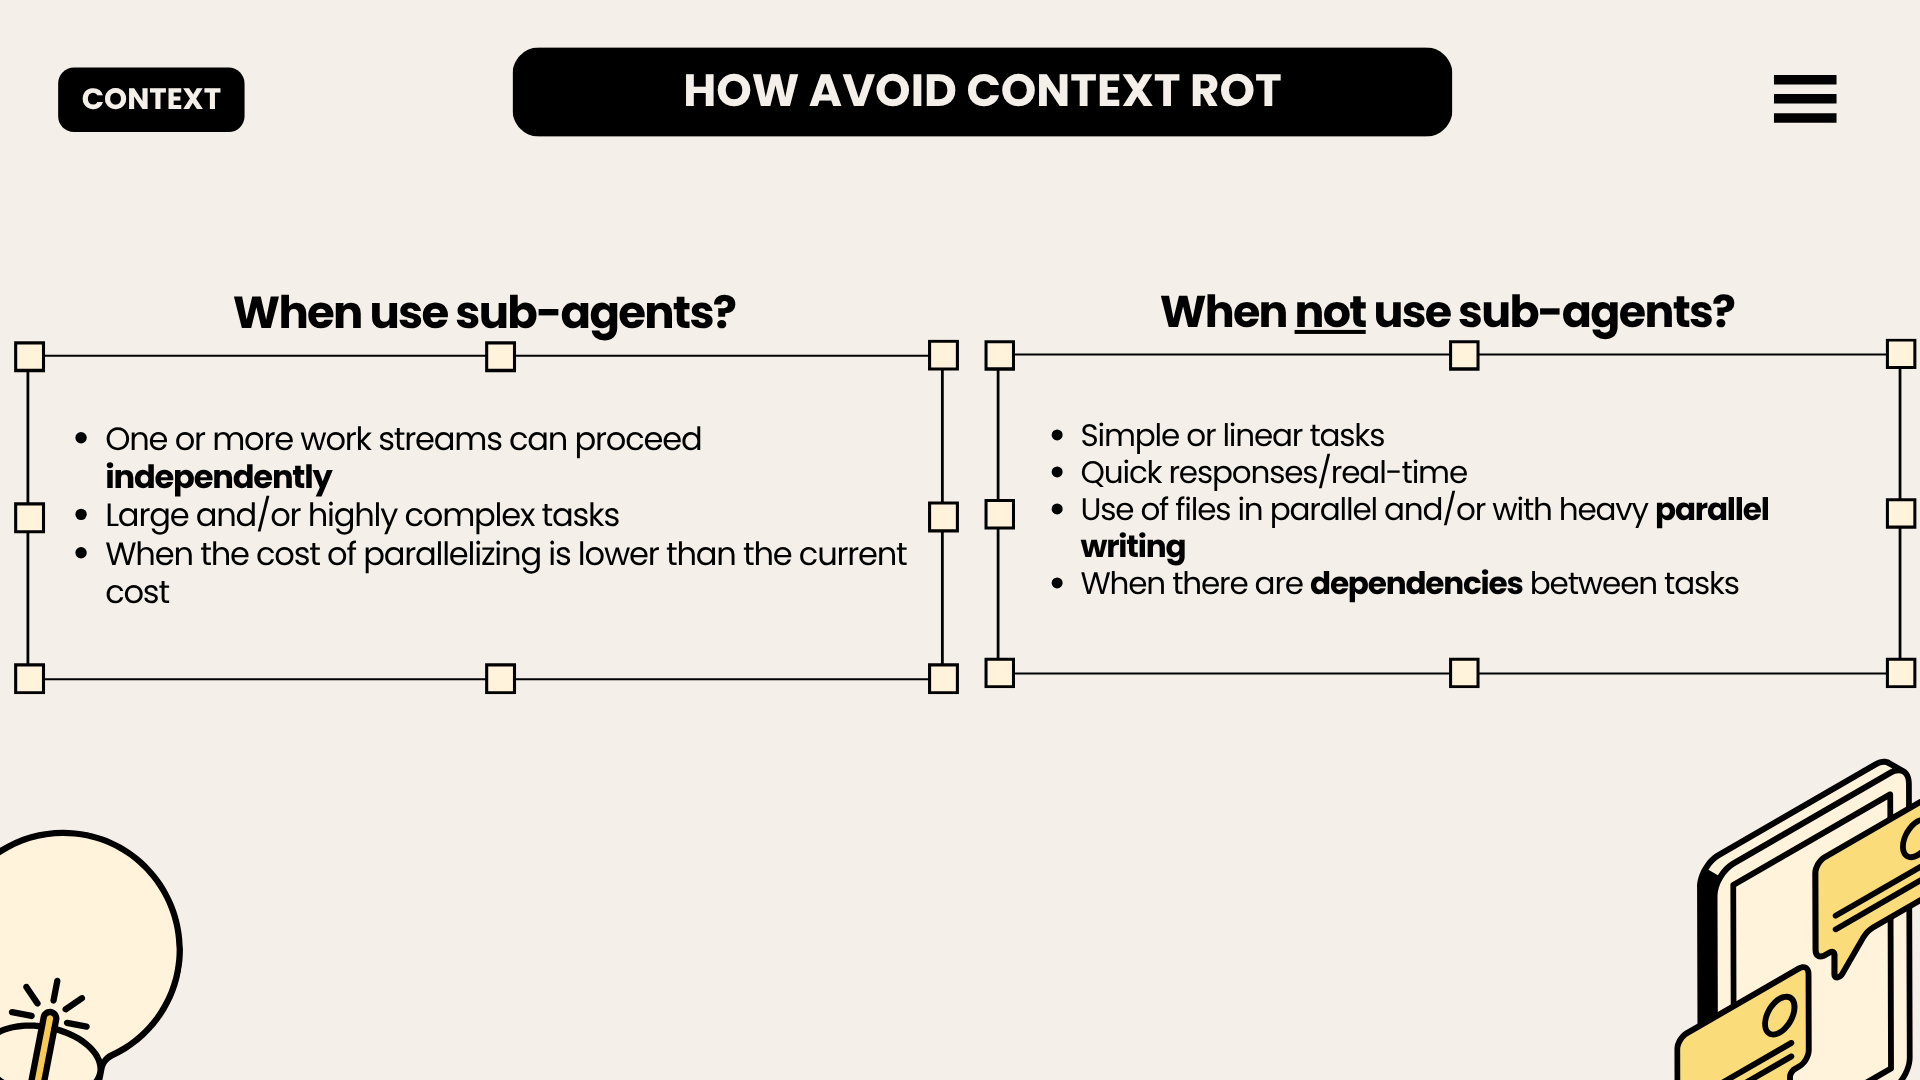 CONTEXT
HOW AVOID CONTEXT ROT
When use sub-agents?
One or more work streams can proceed
independently
Large and/or highly complex tasks
When the cost of parallelizing is lower than the current
cost
When not use sub-agents?
Simple or linear tasks
Quick responses/real-time
Use of files in parallel and/or with heavy parallel
writing
When there are dependencies between tasks